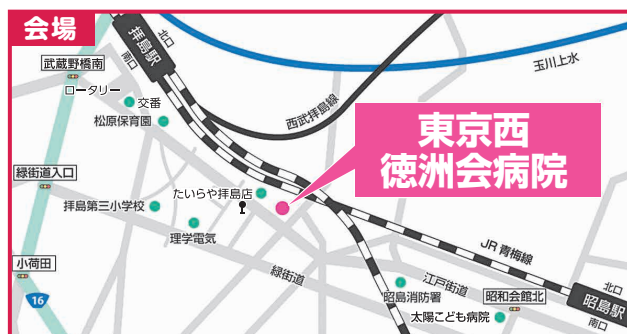 会場
拝島駅
北口
南口
武蔵野橋南
ロータリー
交番
松原保育園
玉川上水
西武拝島線
東京西
徳洲会病院
緑街道入口
たいらや拝島店
拝島第三小学校
理学電気
緑街道
小荷田
16
JR青梅線
江戸街道
昭島消防署
昭和会館北
太陽こども病院
北口
昭島駅
南口